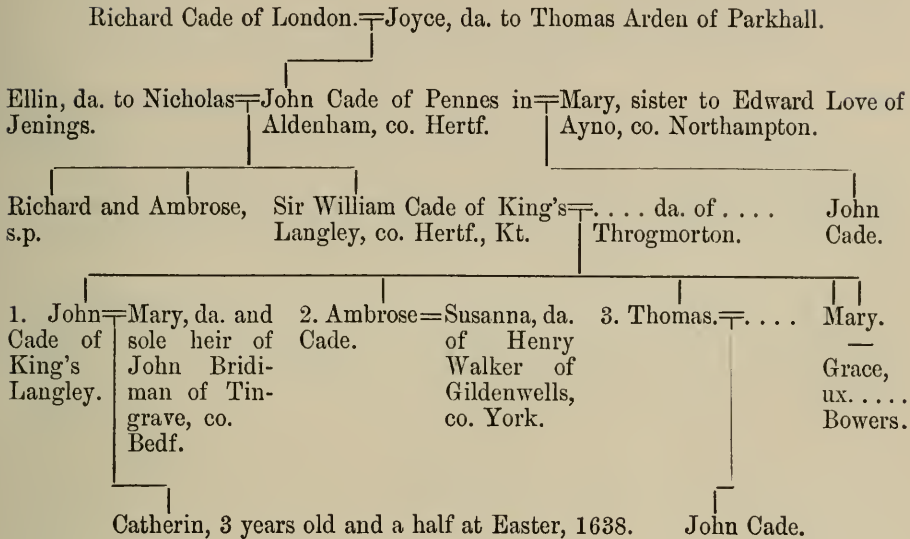 Richard Cade of London.=Joyce, da. to Thomas Arden of Parkhall.
Ellin, da. to Nicholas=John Cade of Pennes in=Mary, sister to Edward Love of
Jenings. Aldenham, co. Hertf. Ayno, co. Northampton.
Richard and Ambrose, Sir William Cade of King's=. . . . da. of . . . . John
s.p. Langley, co. Hertf., Kt. Throgmorton. Cade.
1. John=Mary, da. and 2. Ambrose=Susanna, da. 3. Thomas.=. . . . Mary.
Cade of sole heir of Cade. of Henry —
King's John Bridi- Walker of Grace,
Langley. man of Tin- Gildenwells, ux. . . . .
grave, co. co. York. Bowers.
Bedf.
Catherin, 3 years old and a half at Easter, 1638. John Cade.